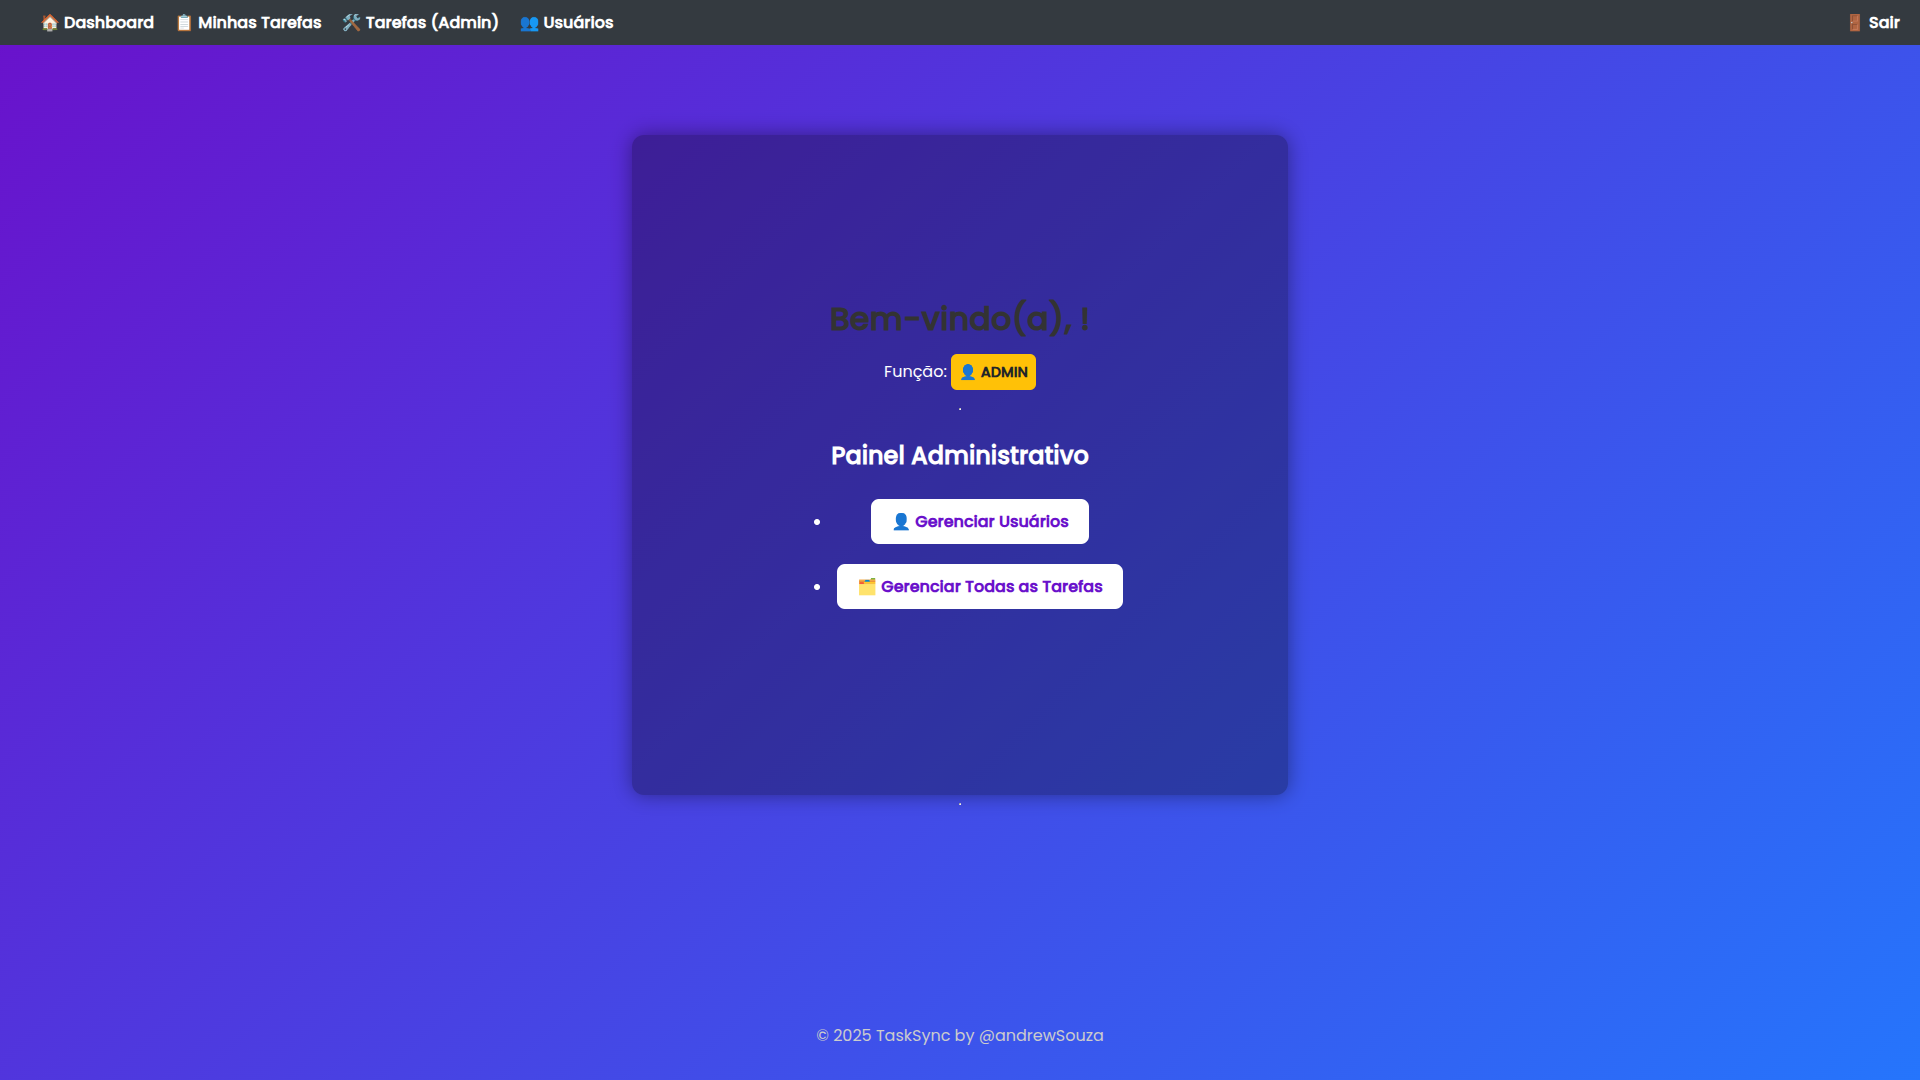 🏠 Dashboard 📋 Minhas Tarefas 🛠️ Tarefas (Admin) 👥 Usuários 🚪 Sair
Bem-vindo(a), !
Função: 👤 ADMIN
.
Painel Administrativo
• 👤 Gerenciar Usuários
• 🗂️ Gerenciar Todas as Tarefas
.
© 2025 TaskSync by @andrewSouza